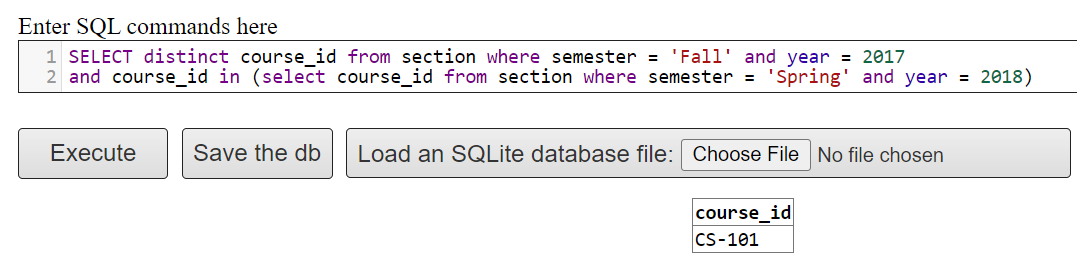 Enter SQL commands here
1 SELECT distinct course_id from section where semester = 'Fall' and year = 2017
2 and course_id in (select course_id from section where semester = 'Spring' and year = 2018)
Execute Save the db Load an SQLite database file: Choose File No file chosen
course_id
CS-101